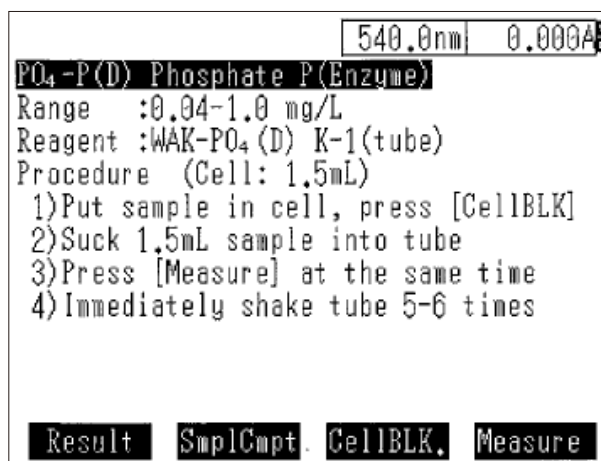 540.0nm 0.000A
PO₄-P(D) Phosphate P(Enzyme)
Range :0.04-1.0 mg/L
Reagent :WAK-PO₄(D) K-1(tube)
Procedure (Cell: 1.5mL)
1)Put sample in cell, press [CellBLK]
2)Suck 1.5mL sample into tube
3)Press [Measure] at the same time
4)Immediately shake tube 5-6 times
Result SmplCmpt. CellBLK. Measure